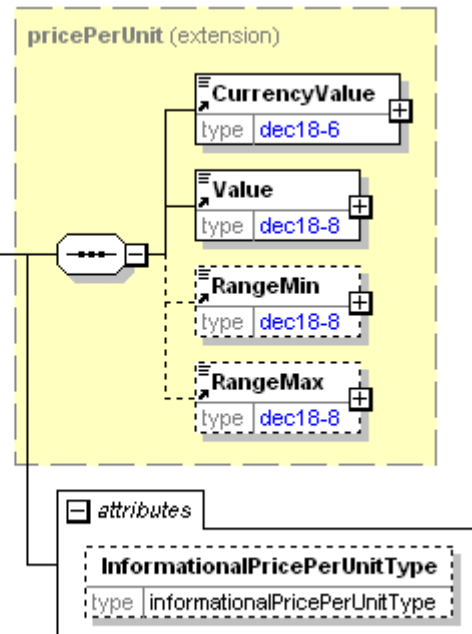 pricePerUnit (extension)
CurrencyValue
type dec18-6
Value
type dec18-8
RangeMin
type dec18-8
RangeMax
type dec18-8
attributes
InformationalPricePerUnitType
type informationalPricePerUnitType